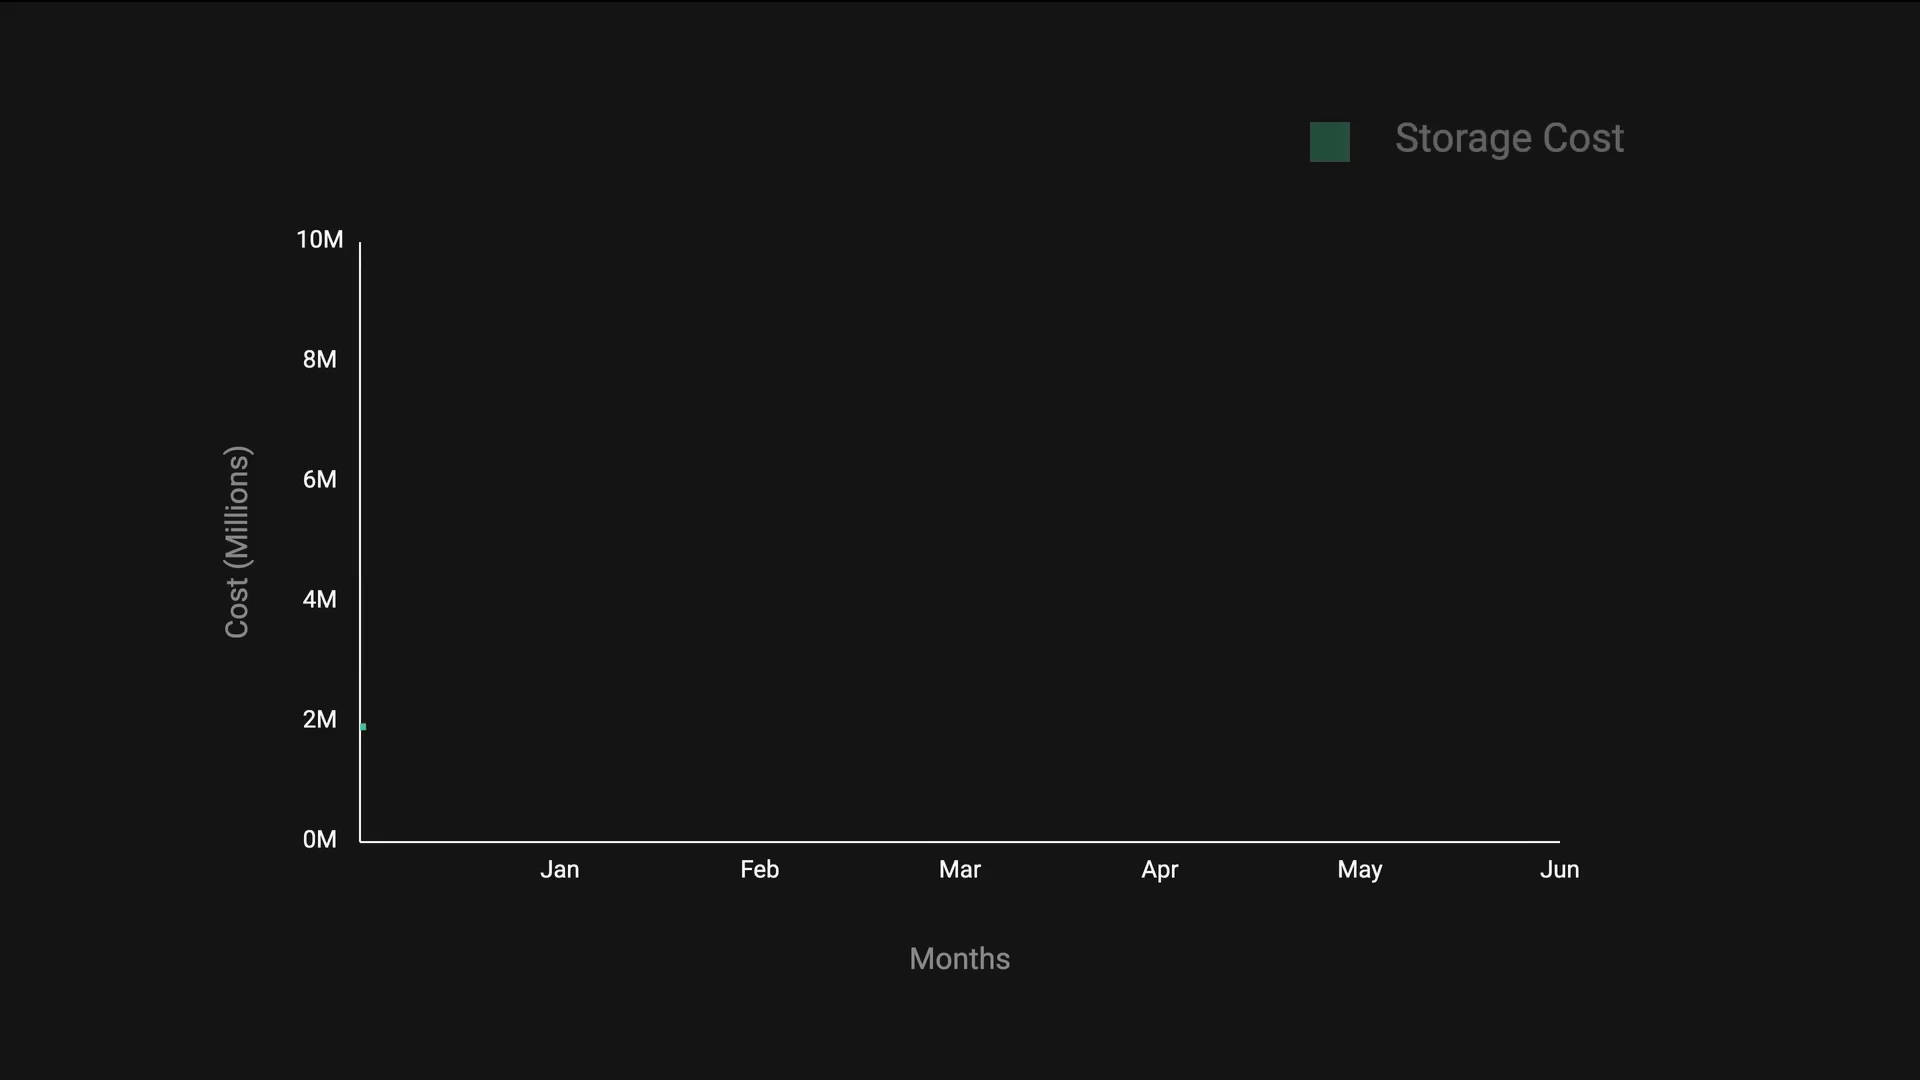 Storage Cost
10M
8M
6M
4M
2M
0M
Cost (Millions)
Jan Feb Mar Apr May Jun
Months